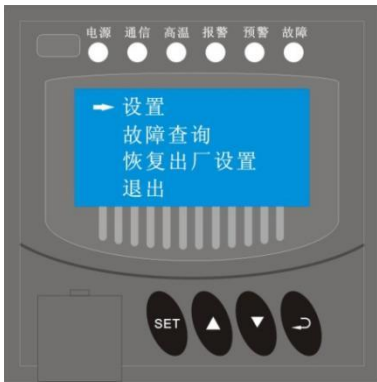 电源 通信 高温 报警 预警 故障
设置
故障查询
恢复出厂设置
退出
SET